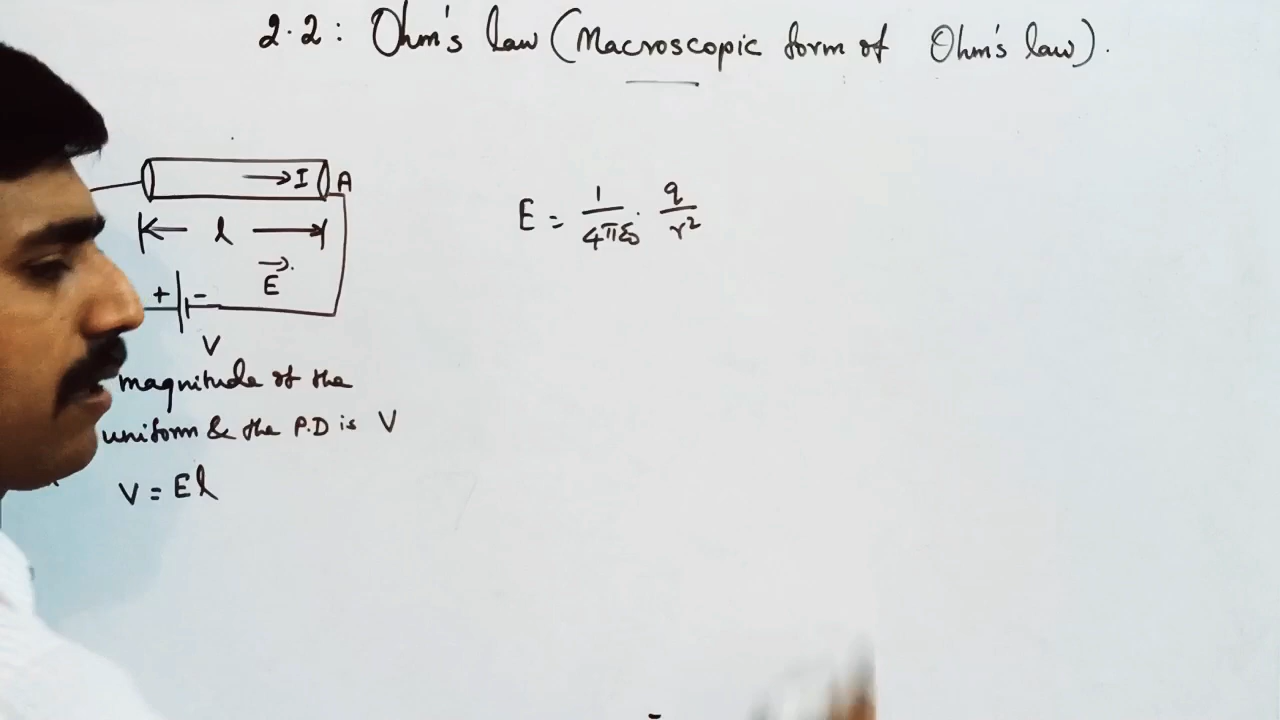 2.2: Ohm's law (Macroscopic form of Ohm's law).
I A
l
E
+ -
V
magnitude of the
uniform & the P.D is V
V = El
E = 1/4πε₀ · q/r²